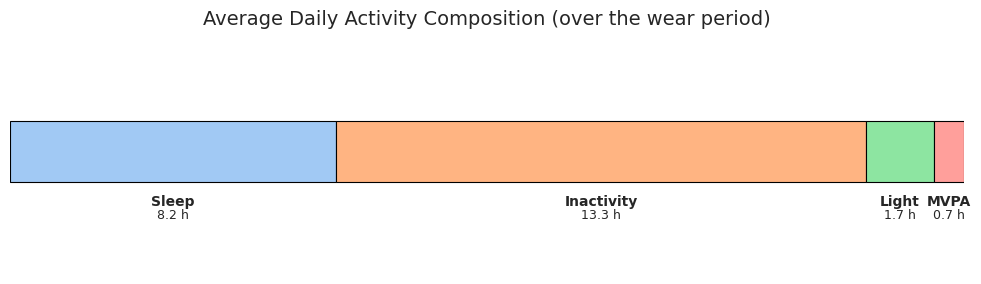 Average Daily Activity Composition (over the wear period)
Sleep Inactivity Light MVPA
8.2 h 13.3 h 1.7 h 0.7 h